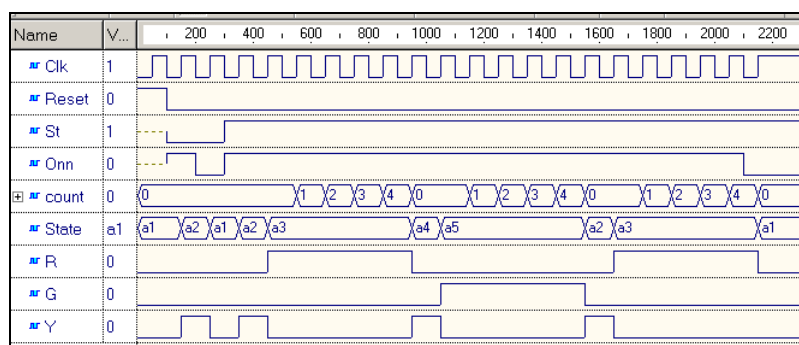 Name V... 200 400 600 800 1000 1200 1400 1600 1800 2000 2200
Clk 1
Reset 0
St 1
Onn 0
count 0 0 1 2 3 4 0 1 2 3 4 0 1 2 3 4 0
State a1 a1 a2 a1 a2 a3 a4 a5 a2 a3 a1
R 0
G 0
Y 0